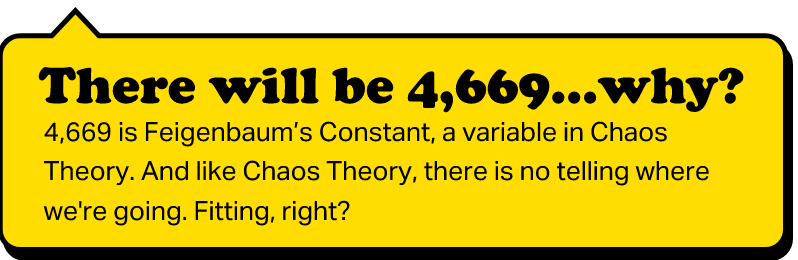 There will be 4,669...why?
4,669 is Feigenbaum's Constant, a variable in Chaos
Theory. And like Chaos Theory, there is no telling where
we're going. Fitting, right?